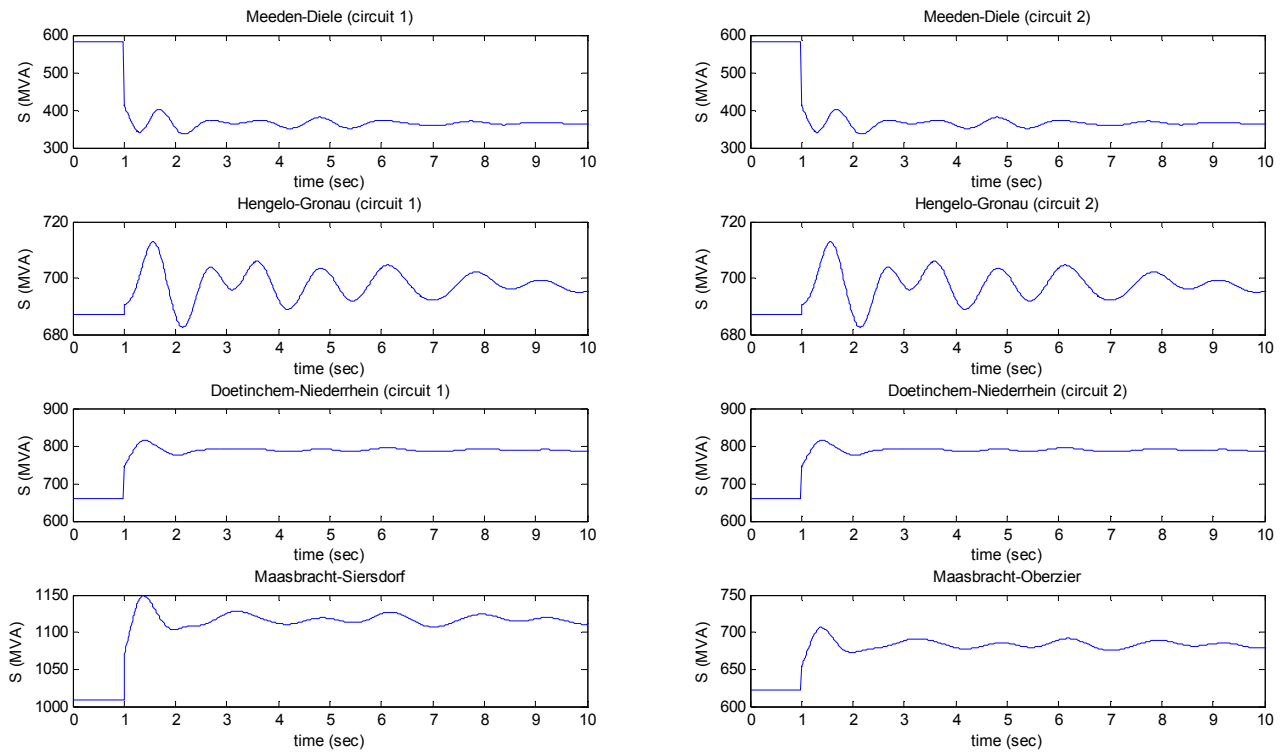 Meeden-Diele (circuit 1)
600
500
400
300
S (MVA)
0 1 2 3 4 5 6 7 8 9 10
time (sec)
Meeden-Diele (circuit 2)
600
500
400
300
S (MVA)
0 1 2 3 4 5 6 7 8 9 10
time (sec)
Hengelo-Gronau (circuit 1)
720
700
680
S (MVA)
0 1 2 3 4 5 6 7 8 9 10
time (sec)
Hengelo-Gronau (circuit 2)
720
700
680
S (MVA)
0 1 2 3 4 5 6 7 8 9 10
time (sec)
Doetinchem-Niederrhein (circuit 1)
900
800
700
600
S (MVA)
0 1 2 3 4 5 6 7 8 9 10
time (sec)
Doetinchem-Niederrhein (circuit 2)
900
800
700
600
S (MVA)
0 1 2 3 4 5 6 7 8 9 10
time (sec)
Maasbracht-Siersdorf
1150
1100
1050
1000
S (MVA)
0 1 2 3 4 5 6 7 8 9 10
time (sec)
Maasbracht-Oberzier
750
700
650
600
S (MVA)
0 1 2 3 4 5 6 7 8 9 10
time (sec)